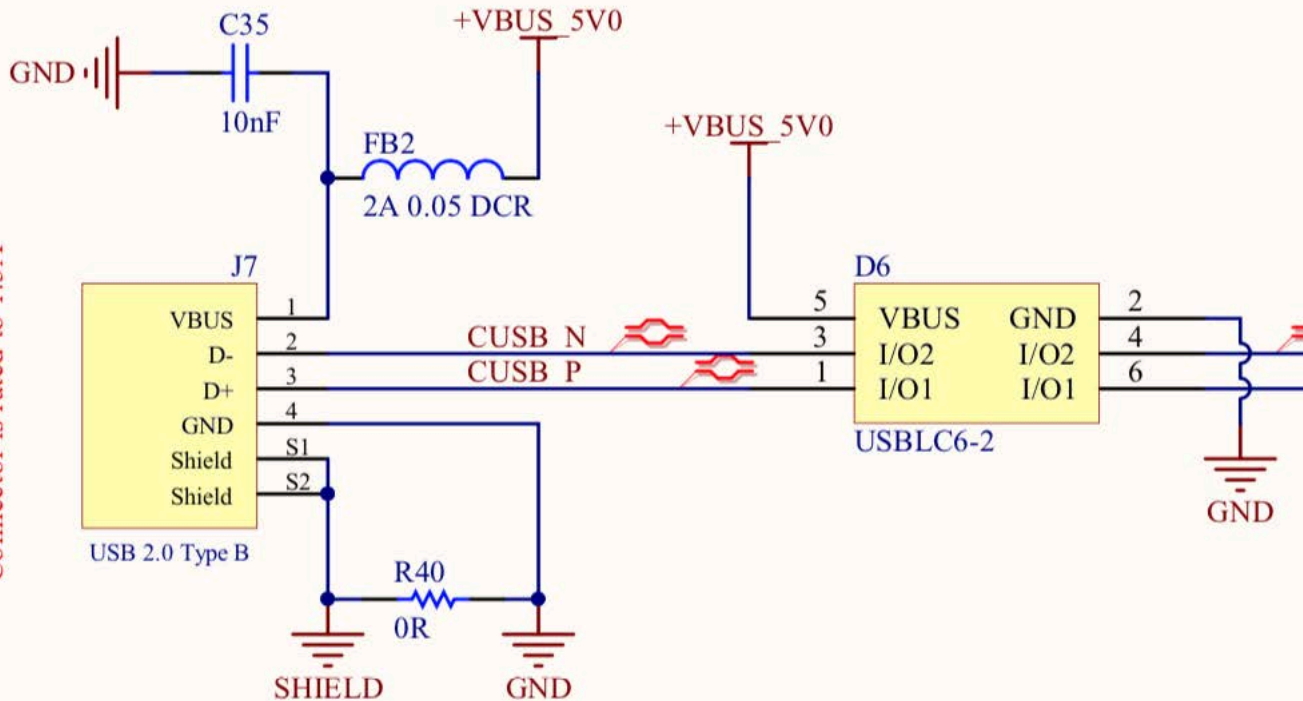 C35
+VBUS_5V0
GND
10nF
+VBUS_5V0
FB2
2A 0.05 DCR
J7
D6
VBUS 1
D- 2
D+ 3
GND 4
Shield S1
Shield S2
USB 2.0 Type B
CUSB_N
CUSB_P
5 VBUS GND 2
3 I/O2 I/O2 4
1 I/O1 I/O1 6
USBLC6-2
GND
R40
0R
SHIELD
GND